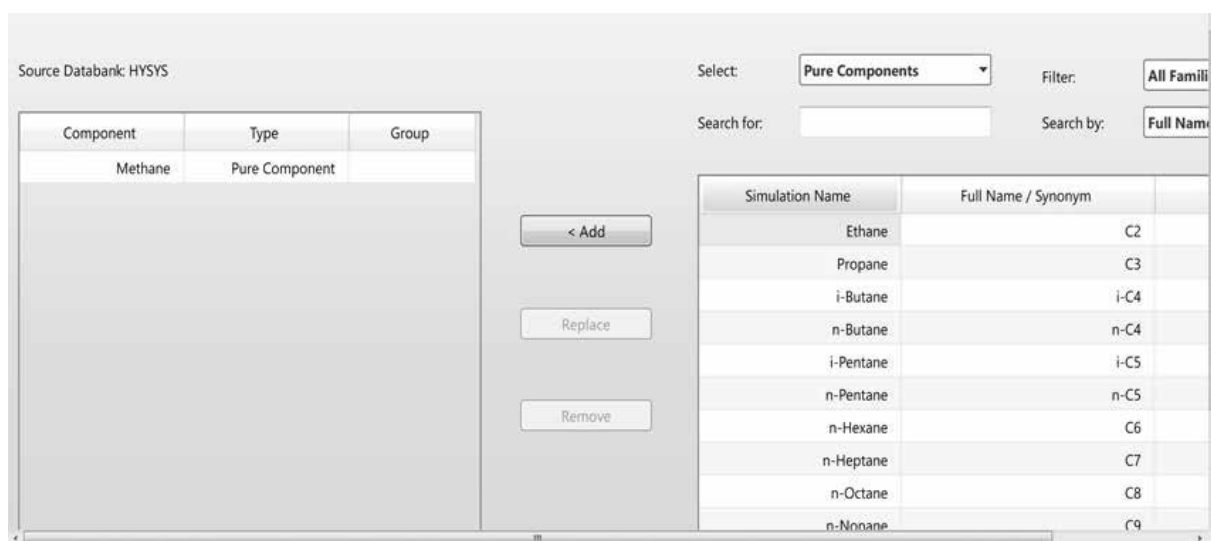 Source Databank: HYSYS
Select: Pure Components Filter: All Famili
Search for: Search by: Full Name
Component Type Group
Methane Pure Component
Simulation Name Full Name / Synonym
< Add
Ethane C2
Propane C3
i-Butane i-C4
Replace
n-Butane n-C4
i-Pentane i-C5
n-Pentane n-C5
Remove
n-Hexane C6
n-Heptane C7
n-Octane C8
n-Nonane C9